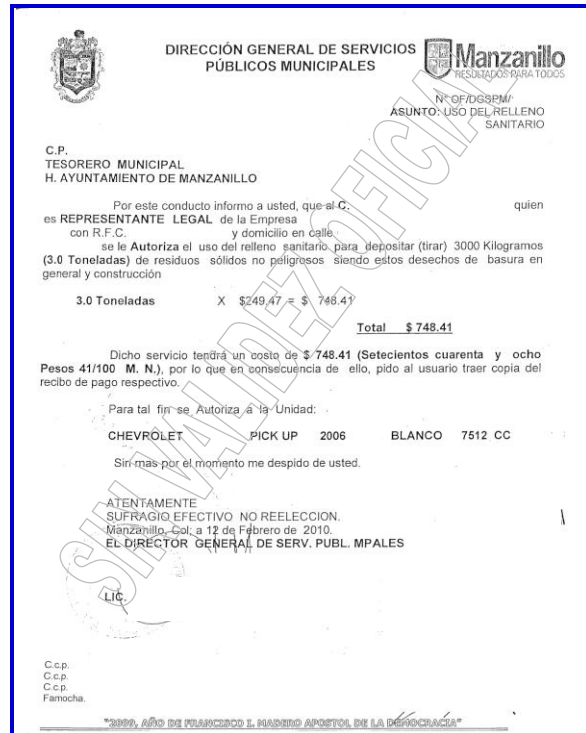 DIRECCIÓN GENERAL DE SERVICIOS
PÚBLICOS MUNICIPALES
Manzanillo
RESULTADOS PARA TODOS
N° OF/DGSPM/
ASUNTO: USO DEL RELLENO
SANITARIO
C.P.
TESORERO MUNICIPAL
H. AYUNTAMIENTO DE MANZANILLO
Por este conducto informo a usted, que al C. quien
es REPRESENTANTE LEGAL de la Empresa
con R.F.C. y domicilio en calle
se le Autoriza el uso del relleno sanitario para depositar (tirar) 3000 Kilogramos
(3.0 Toneladas) de residuos sólidos no peligrosos siendo estos desechos de basura en
general y construcción
3.0 Toneladas X $249.47 = $ 748.41
Total $ 748.41
Dicho servicio tendrá un costo de $ 748.41 (Setecientos cuarenta y ocho
Pesos 41/100 M. N.), por lo que en consecuencia de ello, pido al usuario traer copia del
recibo de pago respectivo.
Para tal fin se Autoriza a la Unidad:
CHEVROLET PICK UP 2006 BLANCO 7512 CC
Sin mas por el momento me despido de usted.
ATENTAMENTE
SUFRAGIO EFECTIVO NO REELECCION.
Manzanillo, Col; a 12 de Febrero de 2010.
EL DIRECTOR GENERAL DE SERV. PUBL. MPALES
LIC.
C.c.p.
C.c.p.
C.c.p.
Famocha.
"2009, AÑO DE FRANCISCO I. MADERO APOSTOL DE LA DEMOCRACIA"
SIN VALIDEZ OFICIAL